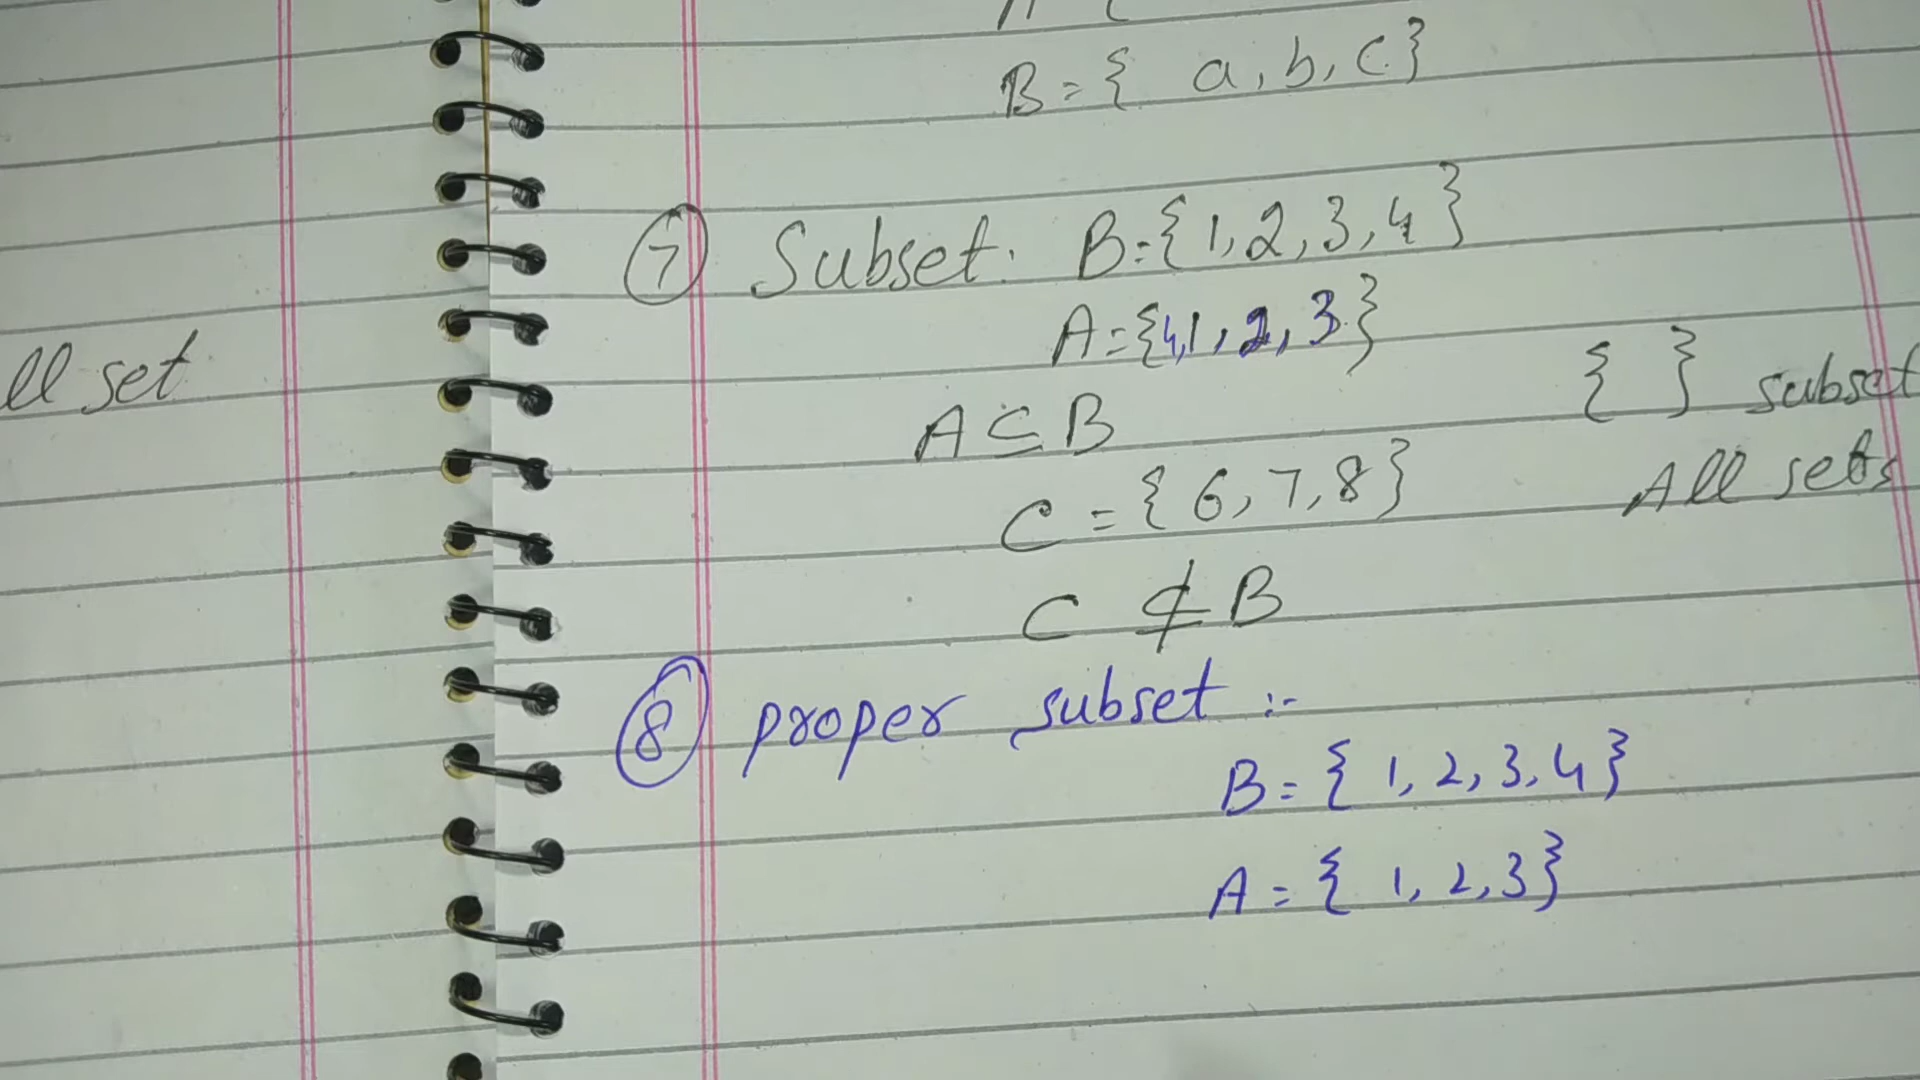 B = { a, b, c }
⑦ Subset: B = { 1, 2, 3, 4 }
A = { 4, 1, 2, 3 }
ll set
{ } subset
A ⊆ B
All sets
C = { 6, 7, 8 }
C ⊈ B
⑧ proper subset :-
B = { 1, 2, 3, 4 }
A = { 1, 2, 3 }